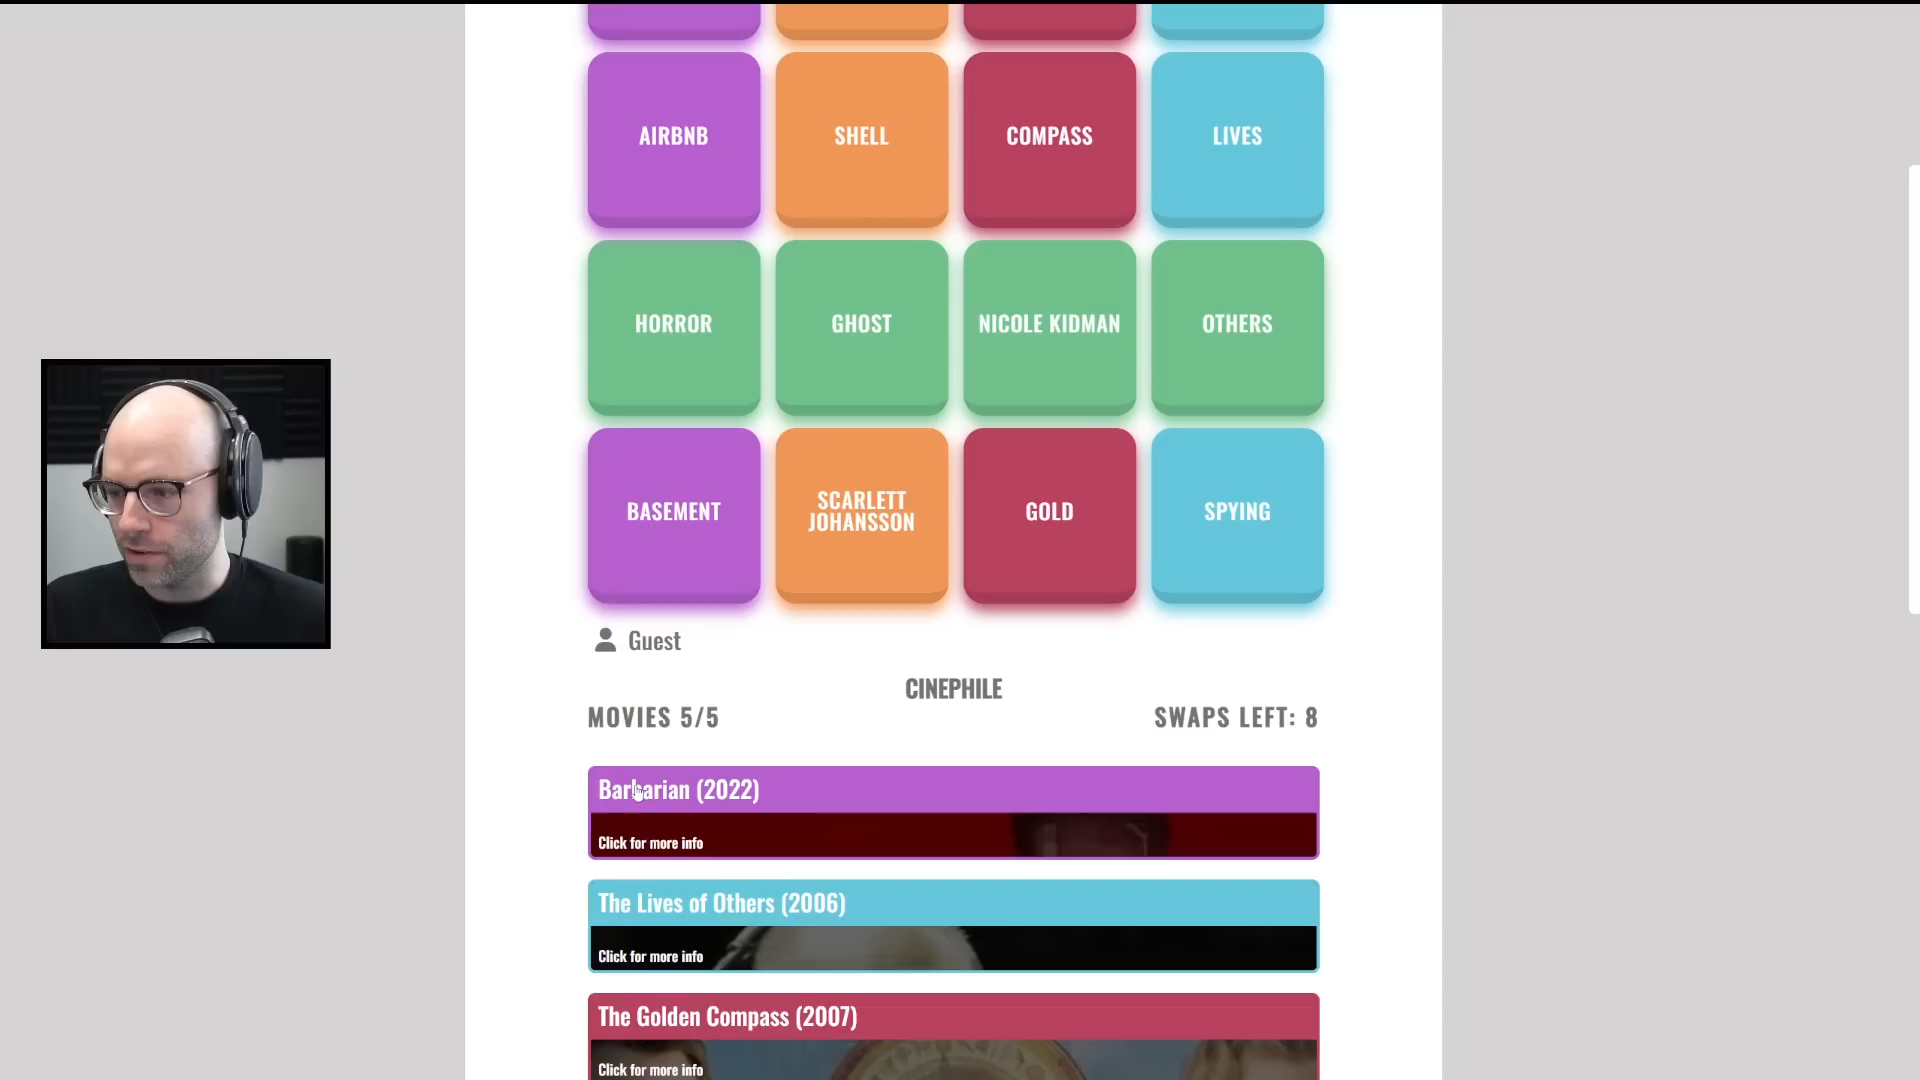 AIRBNB
SHELL
COMPASS
LIVES
HORROR
GHOST
NICOLE KIDMAN
OTHERS
BASEMENT
SCARLETT
JOHANSSON
GOLD
SPYING
Guest
CINEPHILE
MOVIES 5/5
SWAPS LEFT: 8
Barbarian (2022)
Click for more info
The Lives of Others (2006)
Click for more info
The Golden Compass (2007)
Click for more info